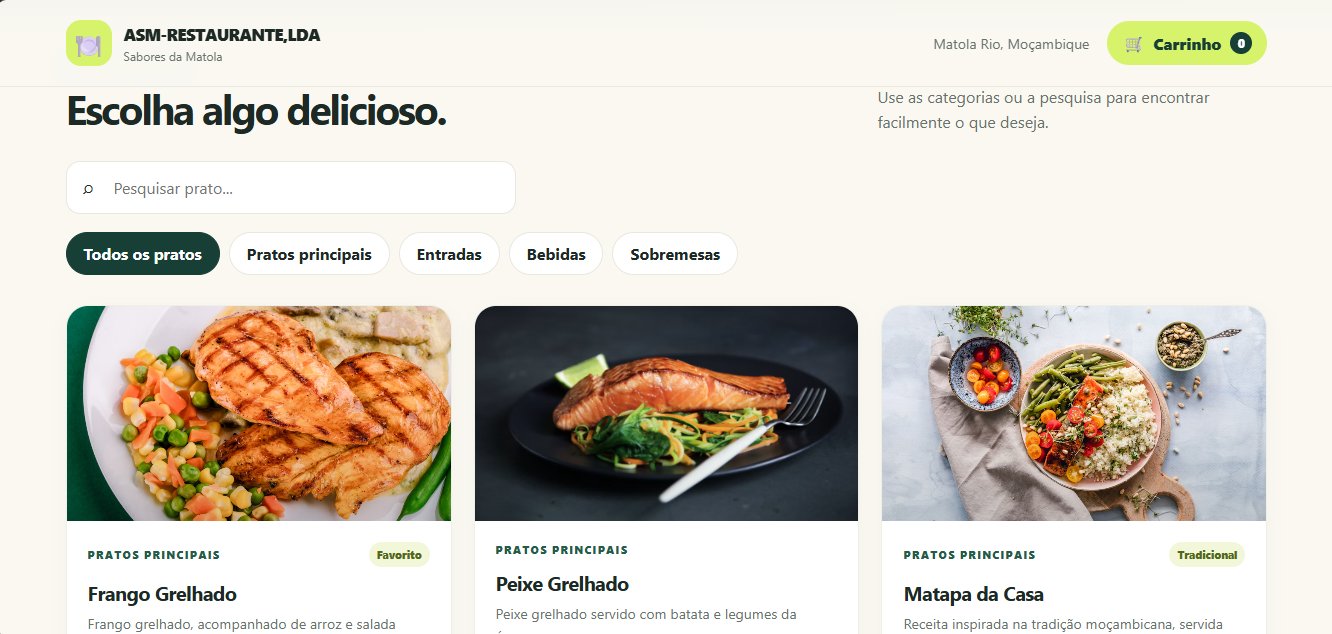 ASM-RESTAURANTE,LDA
Sabores da Matola
Matola Rio, Moçambique
Carrinho 0
Escolha algo delicioso.
Use as categorias ou a pesquisa para encontrar
facilmente o que deseja.
Pesquisar prato...
Todos os pratos
Pratos principais
Entradas
Bebidas
Sobremesas
PRATOS PRINCIPAIS
Favorito
Frango Grelhado
Frango grelhado, acompanhado de arroz e salada
PRATOS PRINCIPAIS
Peixe Grelhado
Peixe grelhado servido com batata e legumes da
PRATOS PRINCIPAIS
Tradicional
Matapa da Casa
Receita inspirada na tradição moçambicana, servida